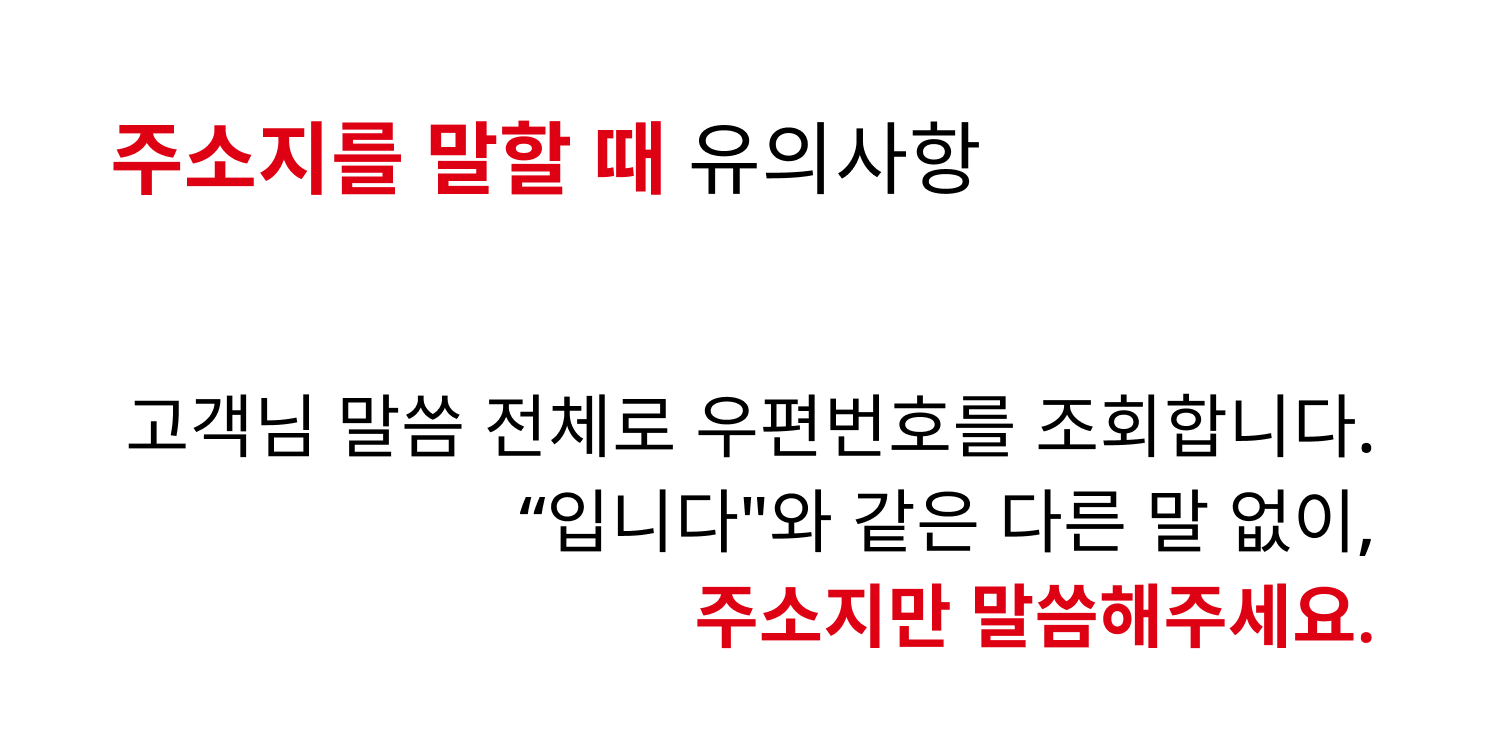 주소지를 말할 때 유의사항
고객님 말씀 전체로 우편번호를 조회합니다.
“입니다"와 같은 다른 말 없이,
주소지만 말씀해주세요.